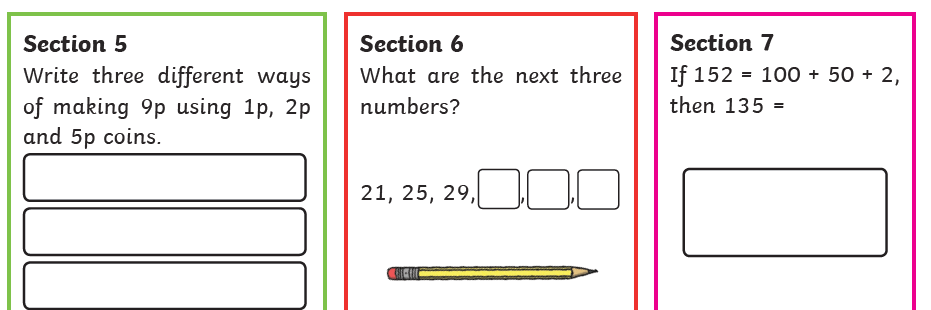 Section 5
Write three different ways
of making 9p using 1p, 2p
and 5p coins.
Section 6
What are the next three
numbers?
21, 25, 29, , ,
Section 7
If 152 = 100 + 50 + 2,
then 135 =